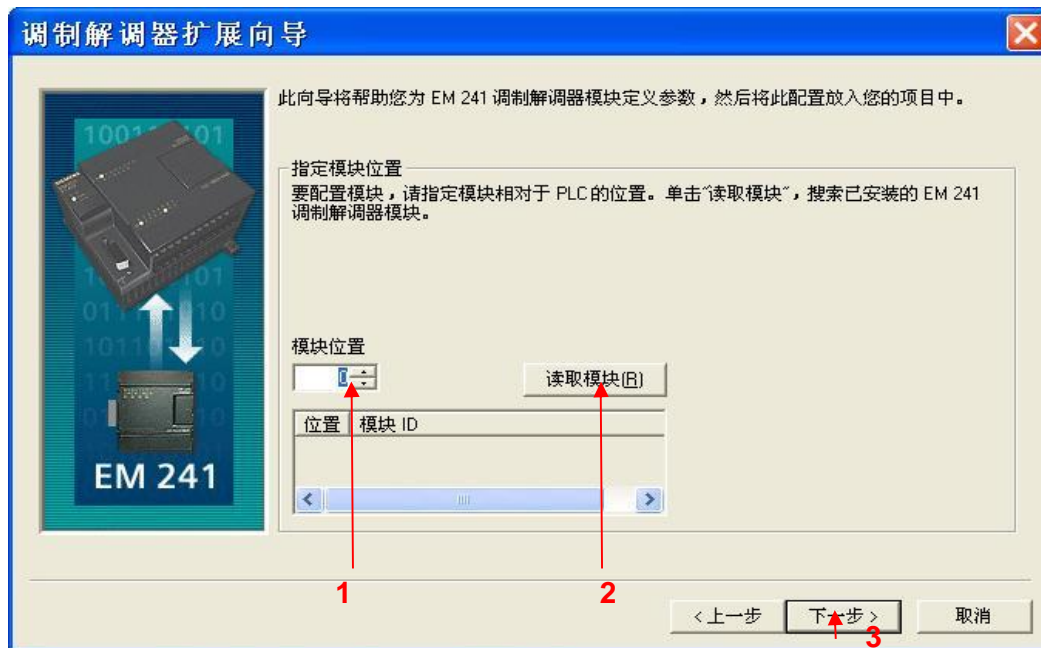 调制解调器扩展向导
此向导将帮助您为 EM 241 调制解调器模块定义参数，然后将此配置放入您的项目中。
指定模块位置
要配置模块，请指定模块相对于 PLC 的位置。单击“读取模块”，搜索已安装的 EM 241
调制解调器模块。
模块位置
0
读取模块(R)
位置 模块 ID
EM 241
1
2
<上一步 下一步> 取消
3